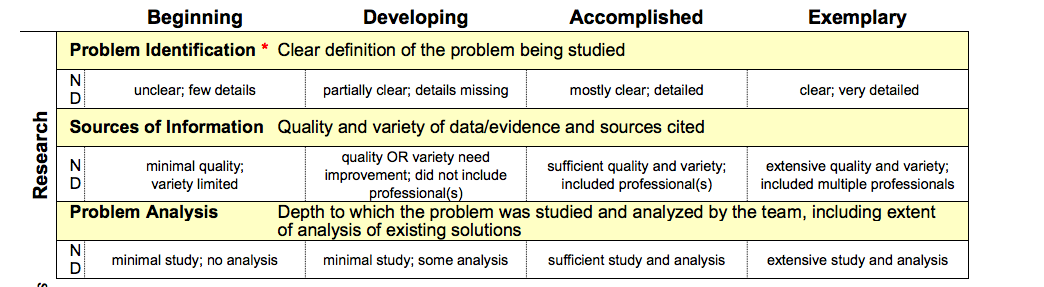 Beginning Developing Accomplished Exemplary
Research
Problem Identification * Clear definition of the problem being studied
N
D
unclear; few details
partially clear; details missing
mostly clear; detailed
clear; very detailed
Sources of Information Quality and variety of data/evidence and sources cited
N
D
minimal quality;
variety limited
quality OR variety need
improvement; did not include
professional(s)
sufficient quality and variety;
included professional(s)
extensive quality and variety;
included multiple professionals
Problem Analysis Depth to which the problem was studied and analyzed by the team, including extent
of analysis of existing solutions
N
D
minimal study; no analysis
minimal study; some analysis
sufficient study and analysis
extensive study and analysis